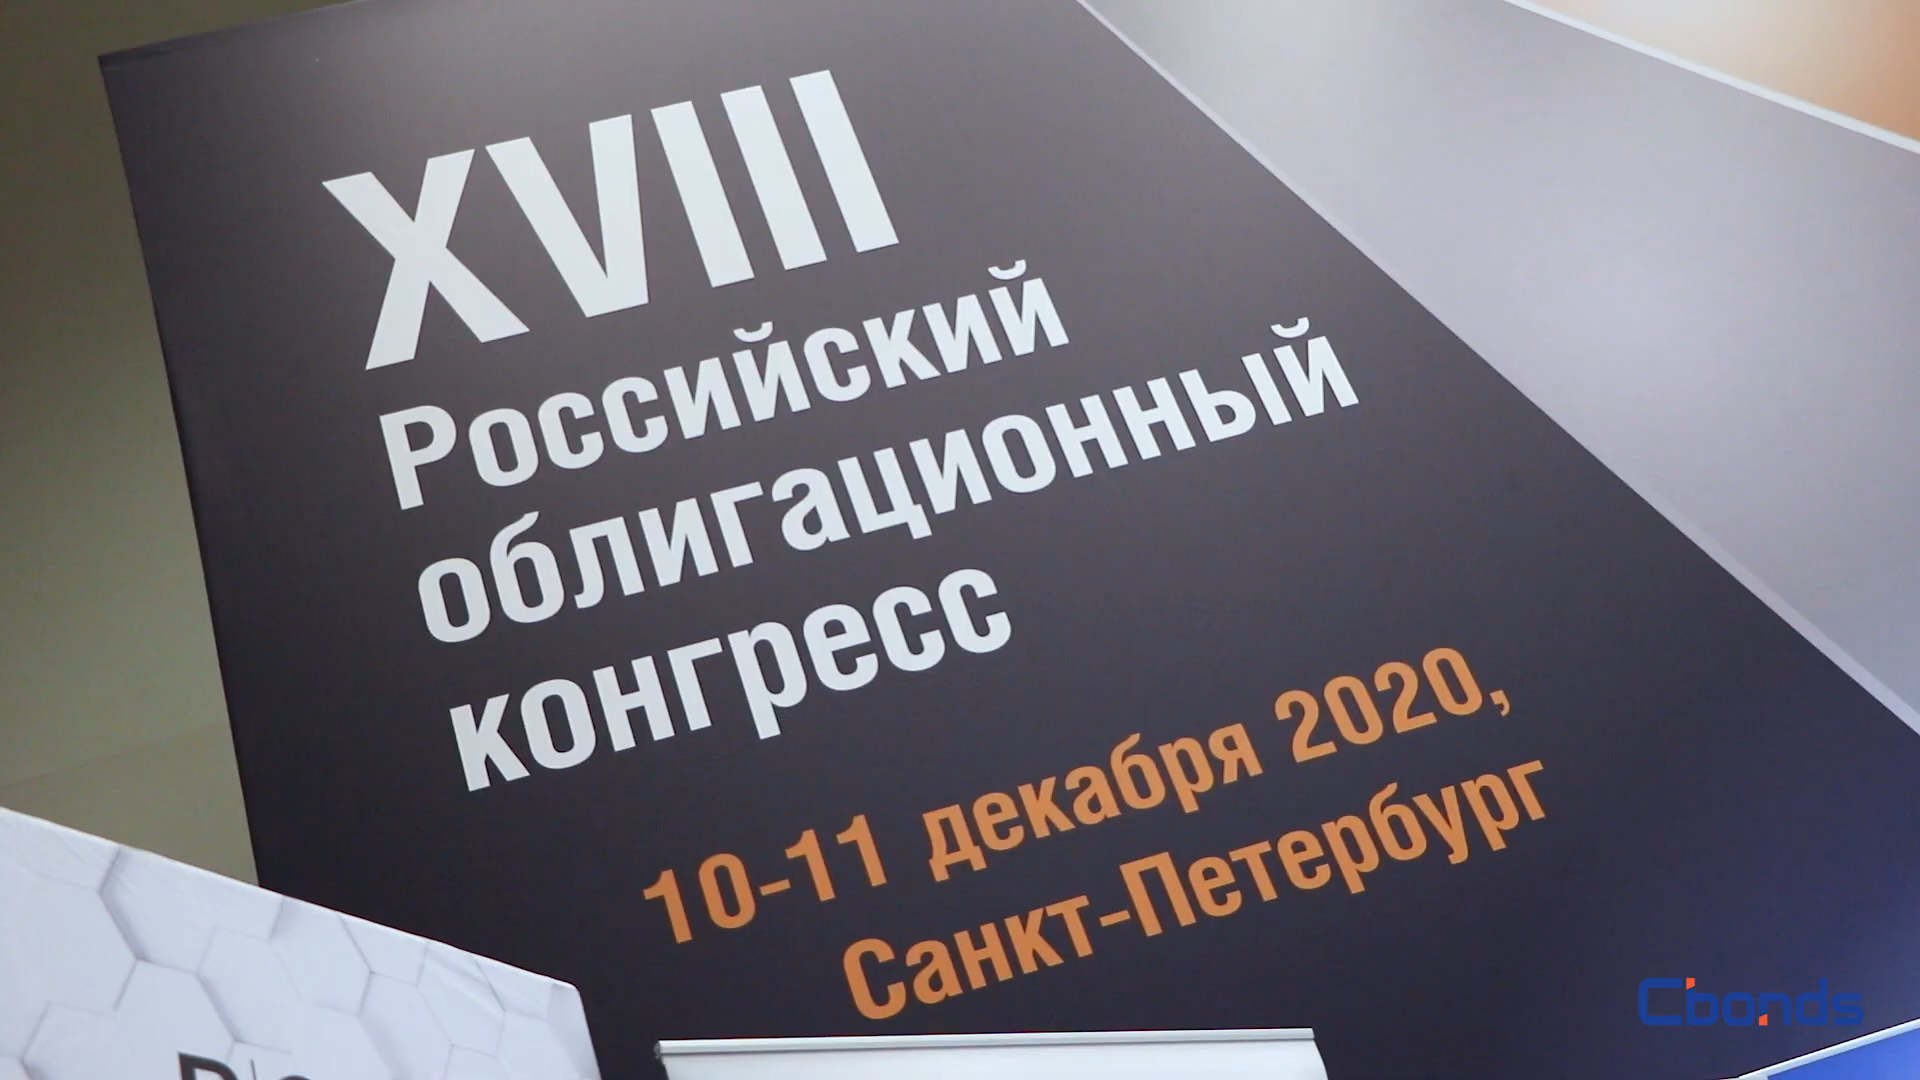 XVIII
Российский
облигационный
конгресс
10-11 декабря 2020,
Санкт-Петербург
Cbonds